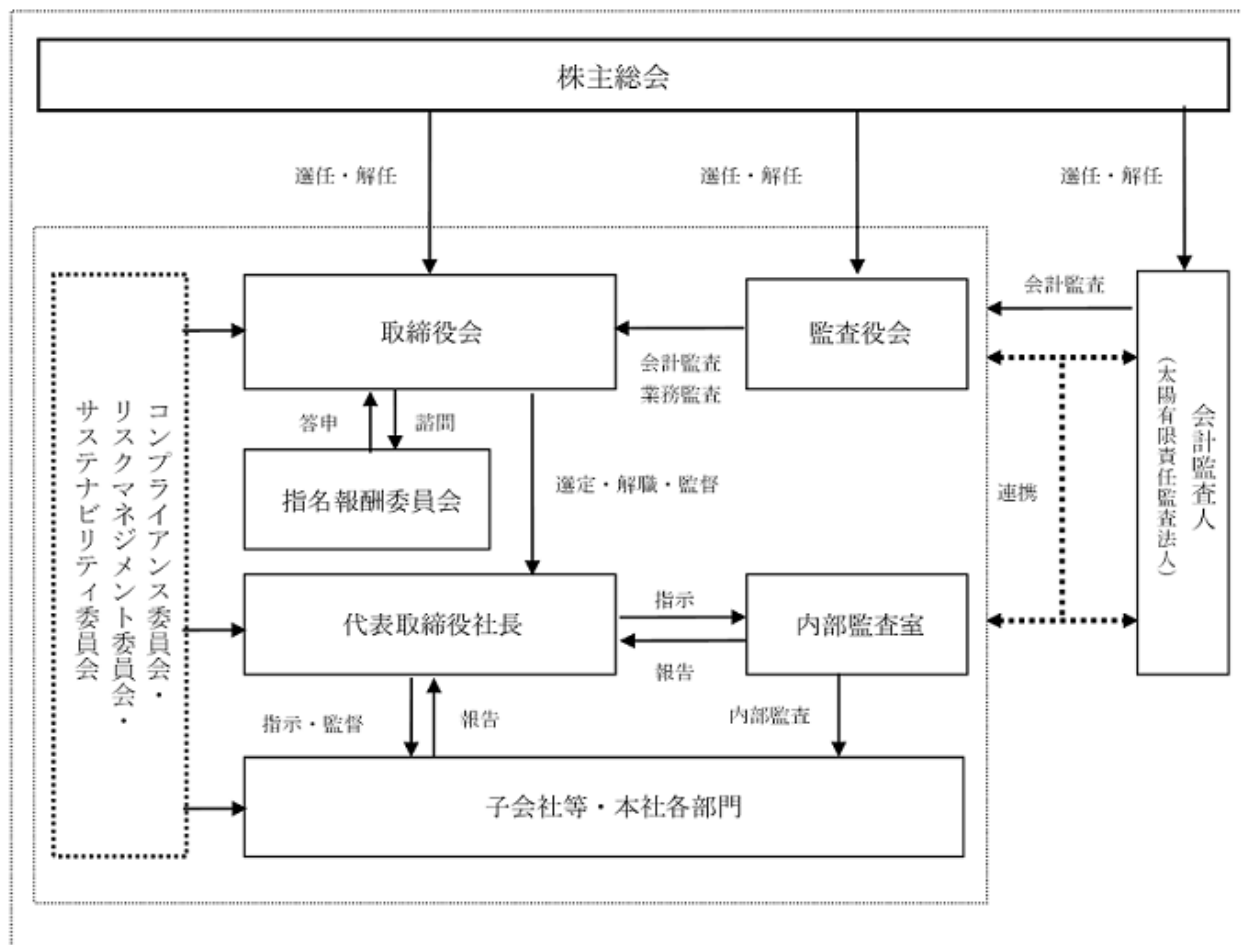 株主総会
選任・解任
選任・解任
選任・解任
取締役会
監査役会
会計監査
会計監査
業務監査
答申
諮問
指名報酬委員会
選定・解職・監督
連携
会計監査人
(太陽有限責任監査法人)
コンプライアンス委員会・
リスクマネジメント委員会・
サステナビリティ委員会
代表取締役社長
指示
報告
内部監査室
指示・監督
報告
内部監査
子会社等・本社各部門